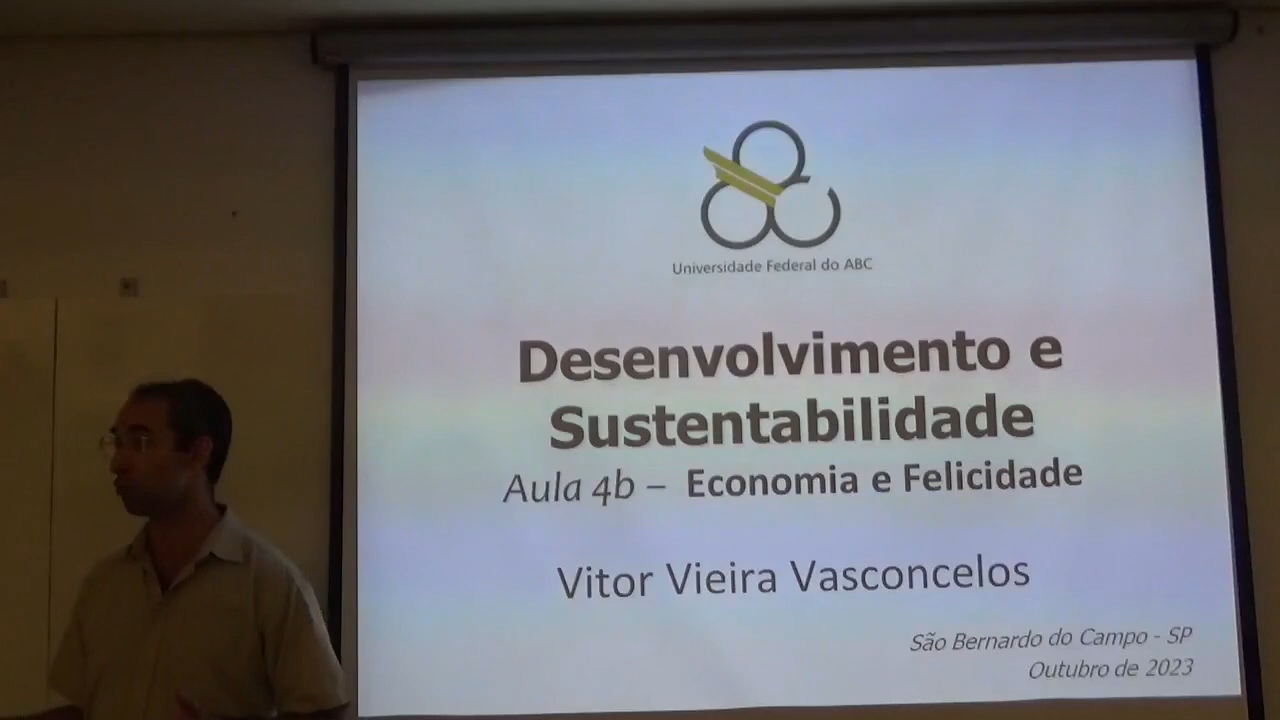 Universidade Federal do ABC
Desenvolvimento e
Sustentabilidade
Aula 4b – Economia e Felicidade
Vitor Vieira Vasconcelos
São Bernardo do Campo - SP
Outubro de 2023